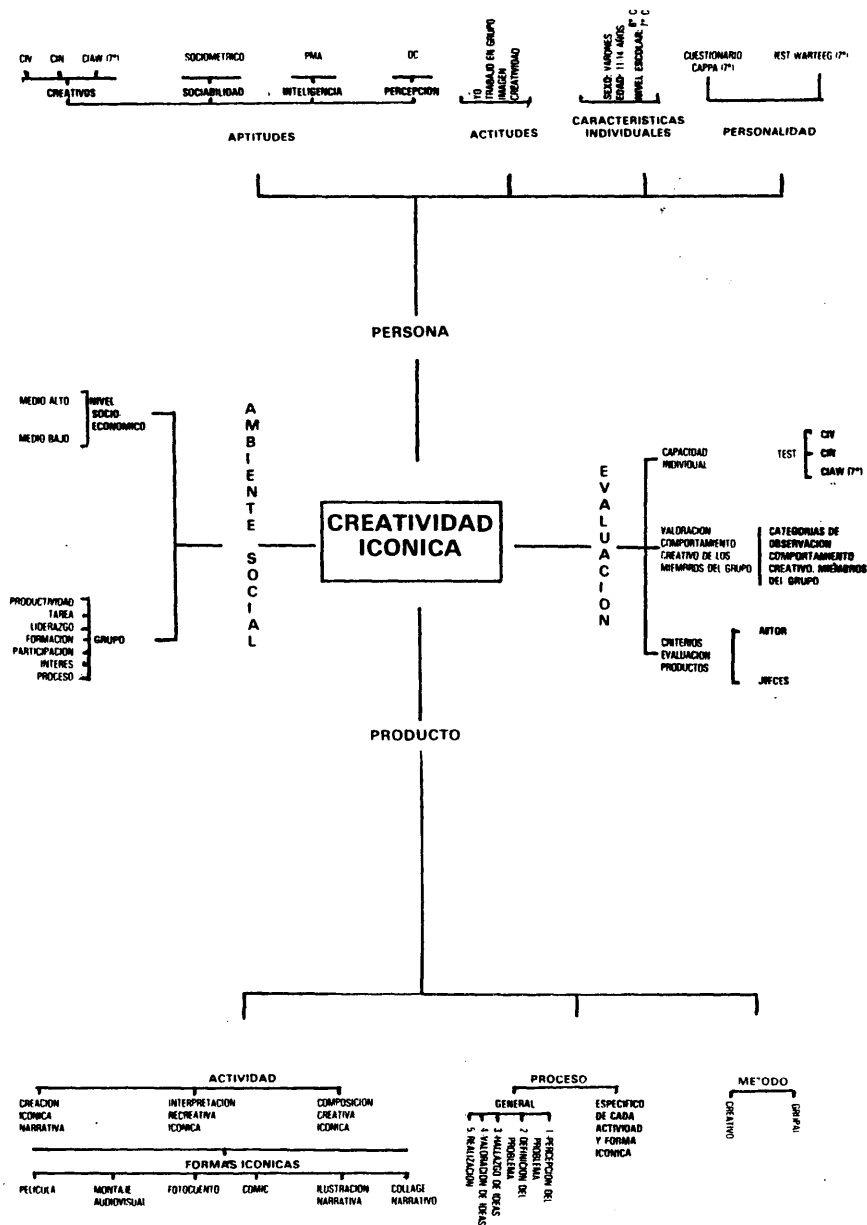 CIV CIN CIAW (7º)
CREATIVOS
SOCIOMETRICO
SOCIABILIDAD
PMA
INTELIGENCIA
DC
PERCEPCIÓN
APTITUDES
YO
TRABAJO EN GRUPO
IMAGEN
CREATIVIDAD
ACTITUDES
SEXO: VARONES
EDAD: 11-14 AÑOS
NIVEL ESCOLAR: 7º C
CARACTERISTICAS
INDIVIDUALES
CUESTIONARIO
CAPPA (7º)
TEST WARTEEG (7º)
PERSONALIDAD
PERSONA
MEDIO ALTO
MEDIO BAJO
NIVEL
SOCIO-
ECONOMICO
PRODUCTIVIDAD
TAREA
LIDERAZGO
FORMACION
PARTICIPACION
INTERES
PROCESO
GRUPO
AMBIENTE SOCIAL
CREATIVIDAD
ICONICA
EVALUACION
CAPACIDAD
INDIVIDUAL
TEST
CIV
CIN
CIAW (7º)
VALORACION
COMPORTAMIENTO
CREATIVO DE LOS
MIEMBROS DEL GRUPO
CATEGORIAS DE
OBSERVACION
COMPORTAMIENTO
CREATIVO. MIEMBROS
DEL GRUPO
CRITERIOS
EVALUACION
PRODUCTOS
AUTOR
JUECES
PRODUCTO
ACTIVIDAD
CREACION
ICONICA
NARRATIVA
INTERPRETACION
RECREATIVA
ICONICA
COMPOSICION
CREATIVA
ICONICA
FORMAS ICONICAS
PELICULA
MONTAJE
AUDIOVISUAL
FOTOCUENTO
COMIC
ILUSTRACION
NARRATIVA
COLLAGE
NARRATIVO
PROCESO
GENERAL
1 PERCEPCION DEL
PROBLEMA
2 DEFINICION DEL
PROBLEMA
3 HALLAZGO DE IDEAS
4 VALORACION DE IDEAS
5 REALIZACION
ESPECIFICO
DE CADA
ACTIVIDAD
Y FORMA
ICONICA
METODO
CREATIVO
GRUPAL